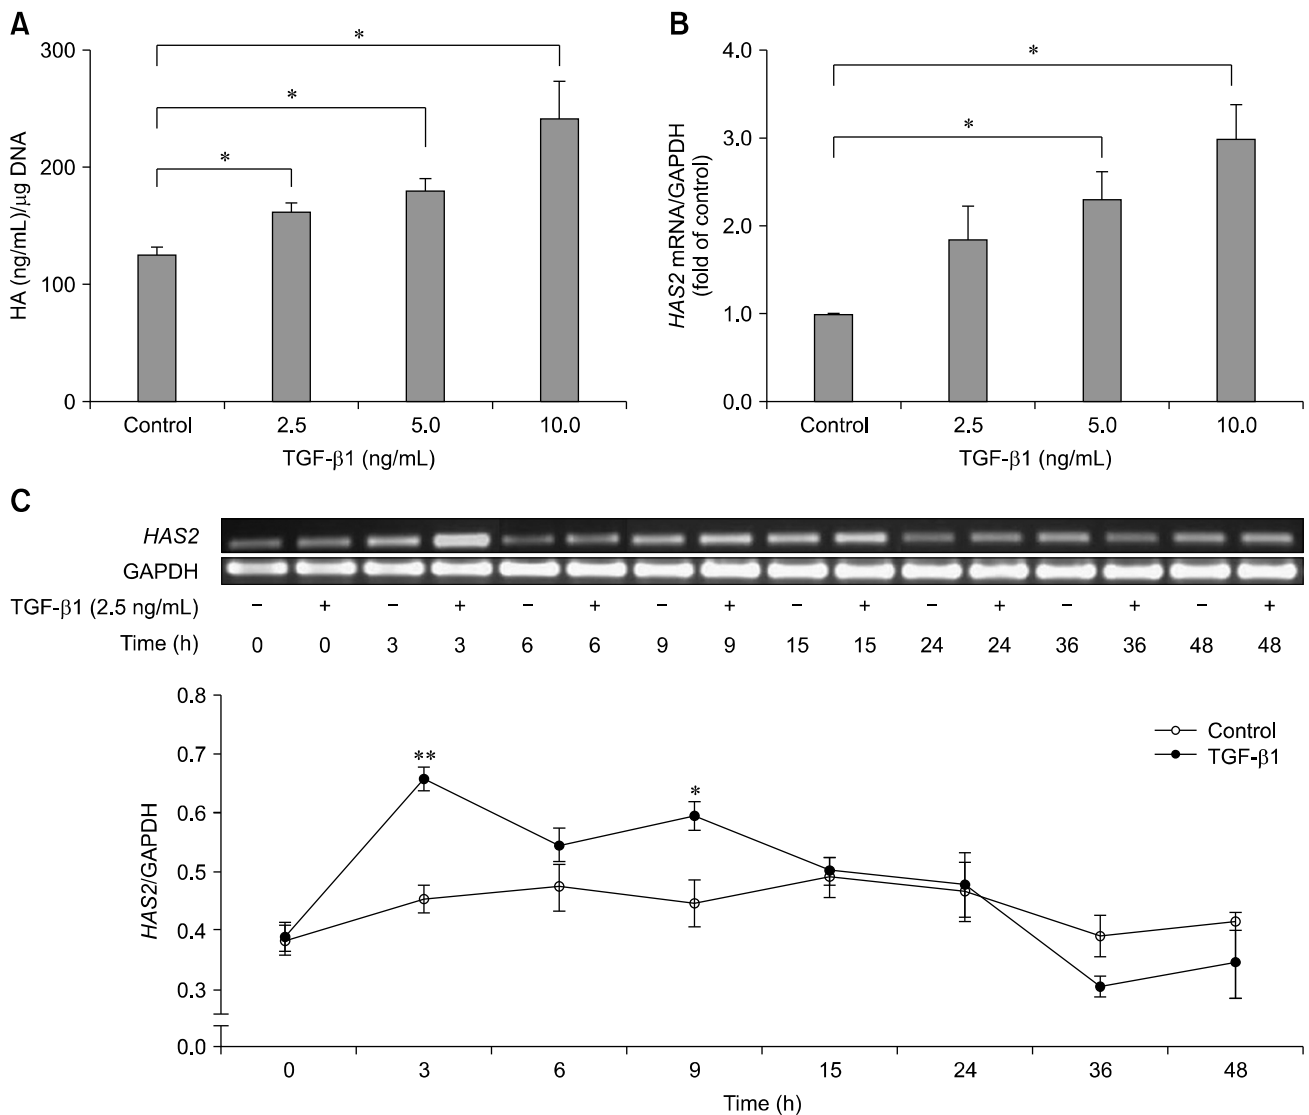 A
300
200
100
0
HA (ng/mL)/μg DNA
*
*
*
Control 2.5 5.0 10.0
TGF-β1 (ng/mL)
B
4.0
3.0
2.0
1.0
0.0
HAS2 mRNA/GAPDH
(fold of control)
*
*
Control 2.5 5.0 10.0
TGF-β1 (ng/mL)
C
HAS2
GAPDH
TGF-β1 (2.5 ng/mL) − + − + − + − + − + − + − + − +
Time (h) 0 0 3 3 6 6 9 9 15 15 24 24 36 36 48 48
0.8
0.7
0.6
0.5
0.4
0.3
0.0
HAS2/GAPDH
**
*
Control
TGF-β1
0 3 6 9 15 24 36 48
Time (h)